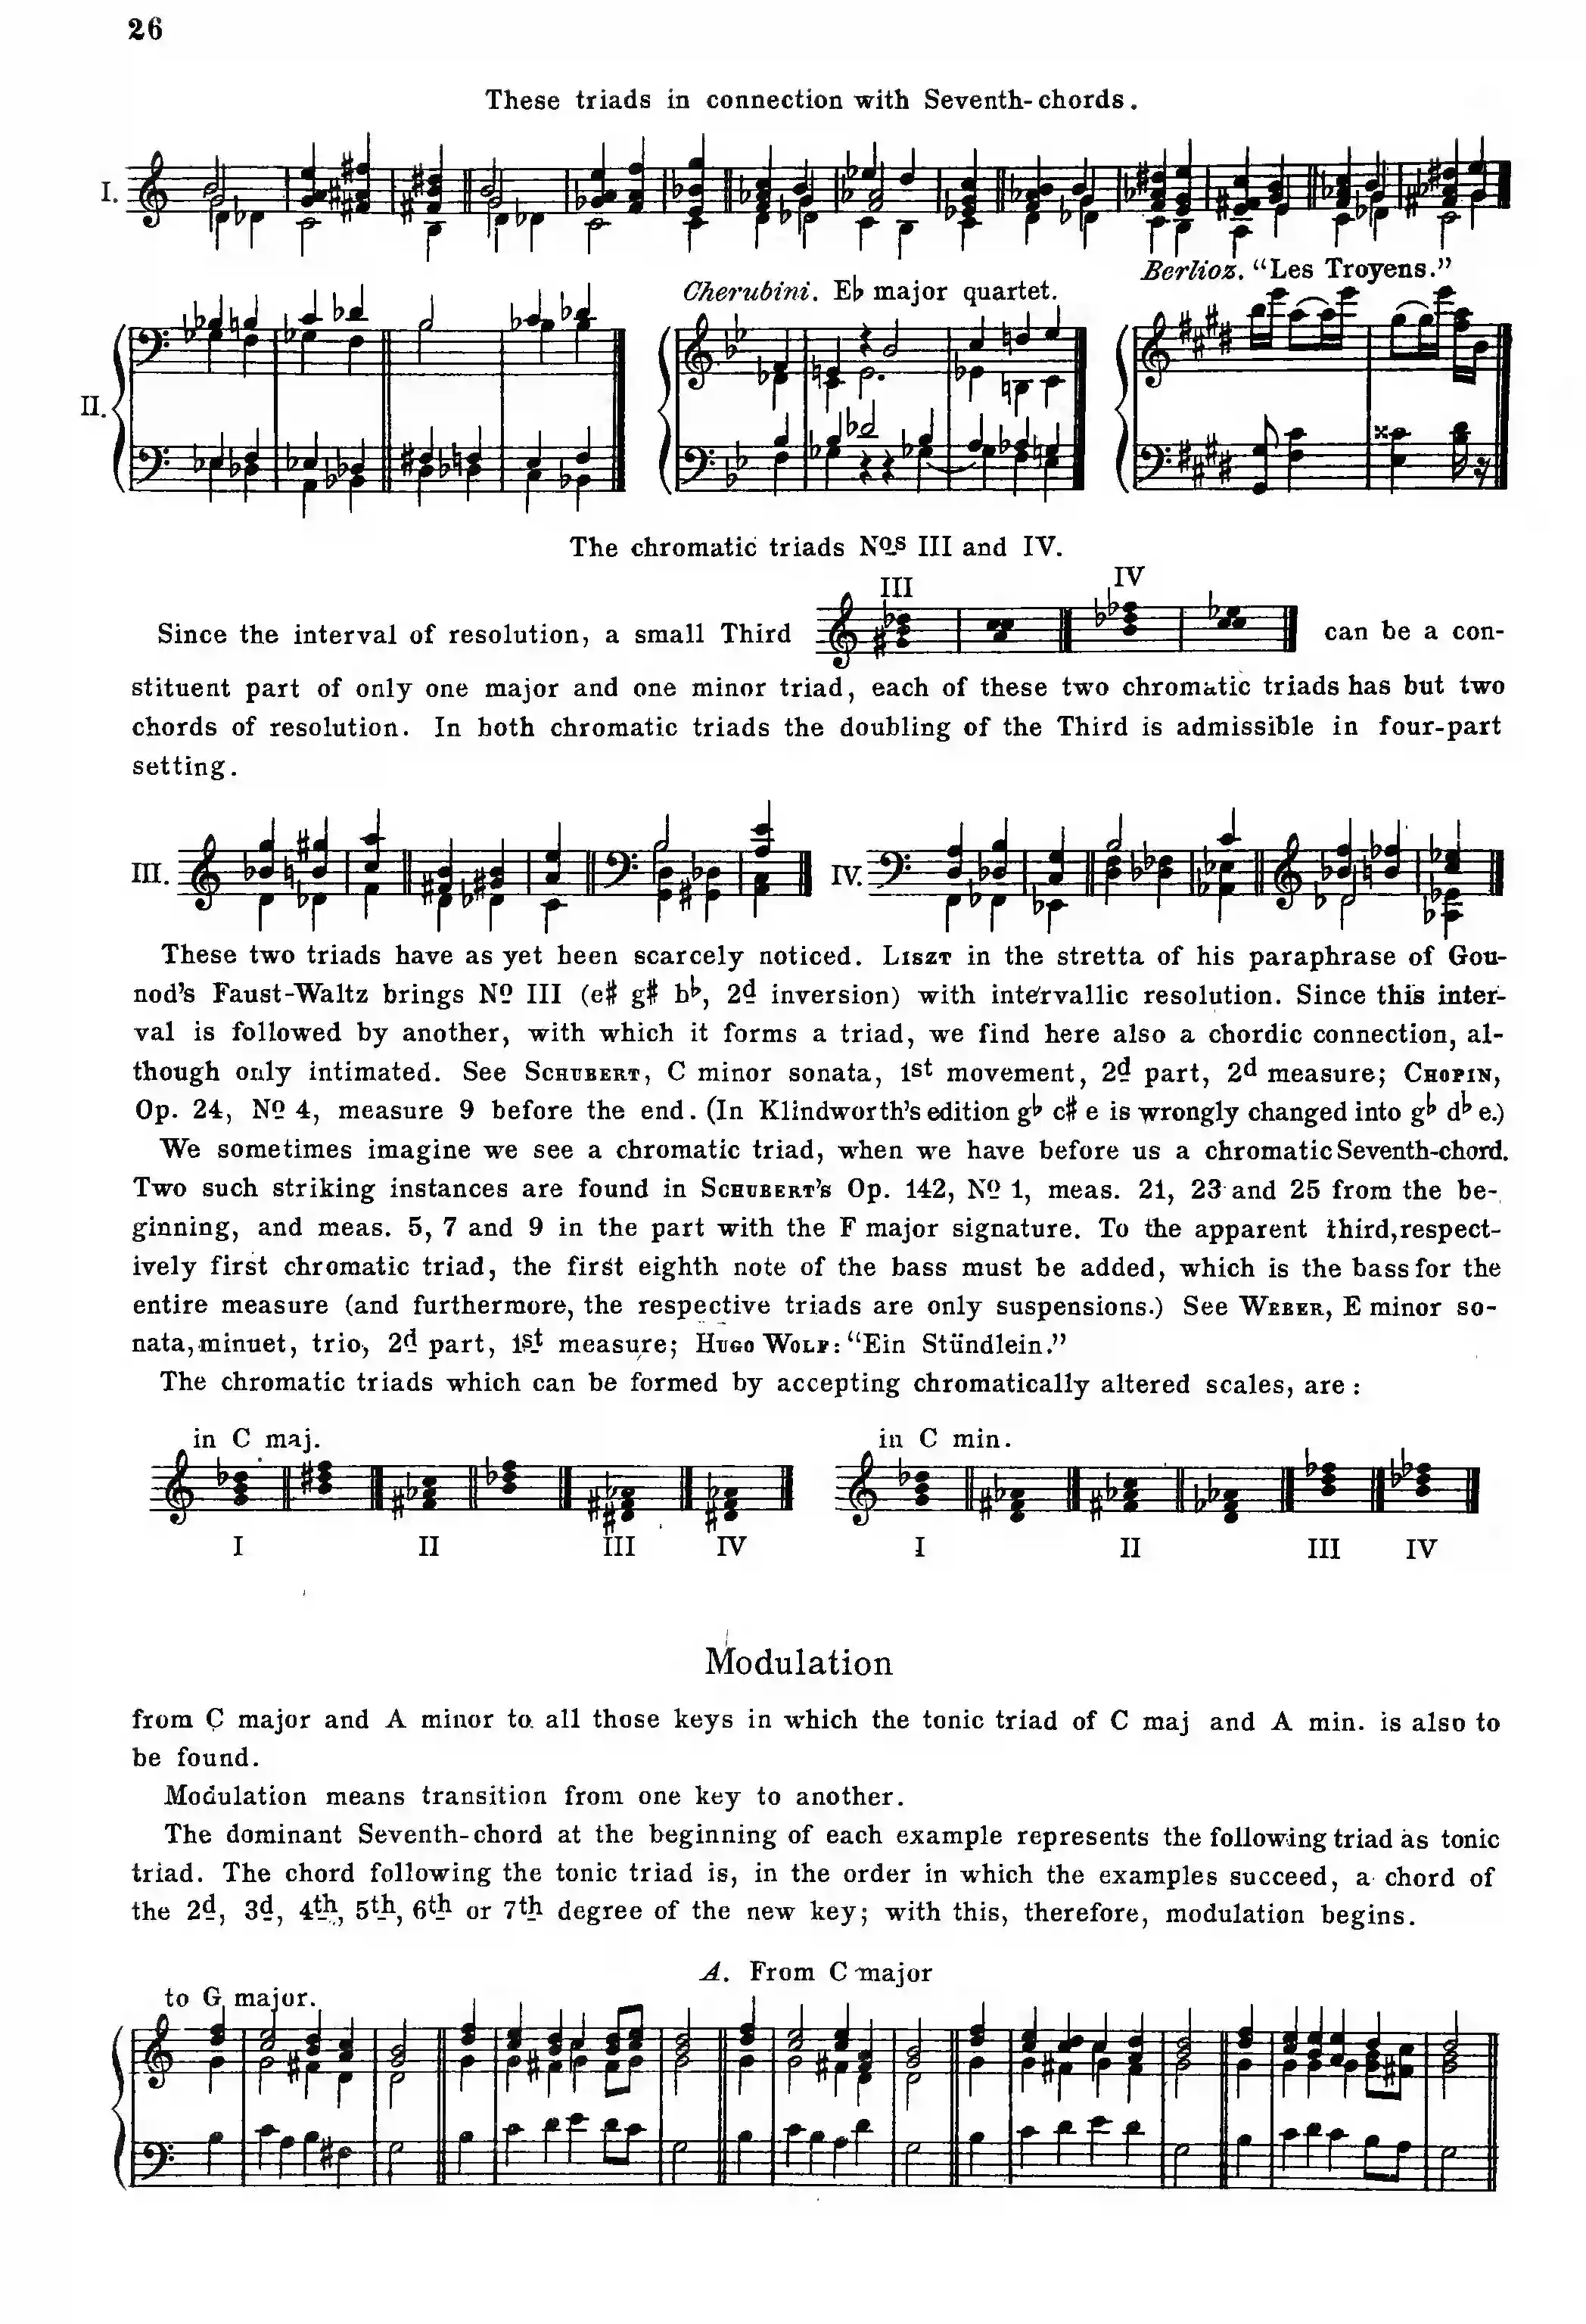 26
These triads in connection with Seventh-chords.
I.
Berlioz. “Les Troyens.”
Cherubini. E♭ major quartet.
II.
The chromatic triads Nos III and IV.
III IV
Since the interval of resolution, a small Third can be a con-
stituent part of only one major and one minor triad, each of these two chromatic triads has but two
chords of resolution. In both chromatic triads the doubling of the Third is admissible in four-part
setting.
III. IV.
These two triads have as yet been scarcely noticed. LISZT in the stretta of his paraphrase of Gou-
nod’s Faust-Waltz brings No III (e♯ g♯ b♭, 2d inversion) with intervallic resolution. Since this inter-
val is followed by another, with which it forms a triad, we find here also a chordic connection, al-
though only intimated. See SCHUBERT, C minor sonata, 1st movement, 2d part, 2d measure; CHOPIN,
Op. 24, No 4, measure 9 before the end. (In Klindworth’s edition g♭ c♯ e is wrongly changed into g♭ d♭ e.)
We sometimes imagine we see a chromatic triad, when we have before us a chromatic Seventh-chord.
Two such striking instances are found in SCHUBERT’S Op. 142, No 1, meas. 21, 23 and 25 from the be-
ginning, and meas. 5, 7 and 9 in the part with the F major signature. To the apparent third, respect-
ively first chromatic triad, the first eighth note of the bass must be added, which is the bass for the
entire measure (and furthermore, the respective triads are only suspensions.) See WEBER, E minor so-
nata, minuet, trio, 2d part, 1st measure; HUGO WOLF: “Ein Stündlein.”
The chromatic triads which can be formed by accepting chromatically altered scales, are:
in C maj. in C min.
I II III IV I II III IV
Modulation
from C major and A minor to all those keys in which the tonic triad of C maj and A min. is also to
be found.
Modulation means transition from one key to another.
The dominant Seventh-chord at the beginning of each example represents the following triad as tonic
triad. The chord following the tonic triad is, in the order in which the examples succeed, a chord of
the 2d, 3d, 4th, 5th, 6th or 7th degree of the new key; with this, therefore, modulation begins.
A. From C major
to G major.